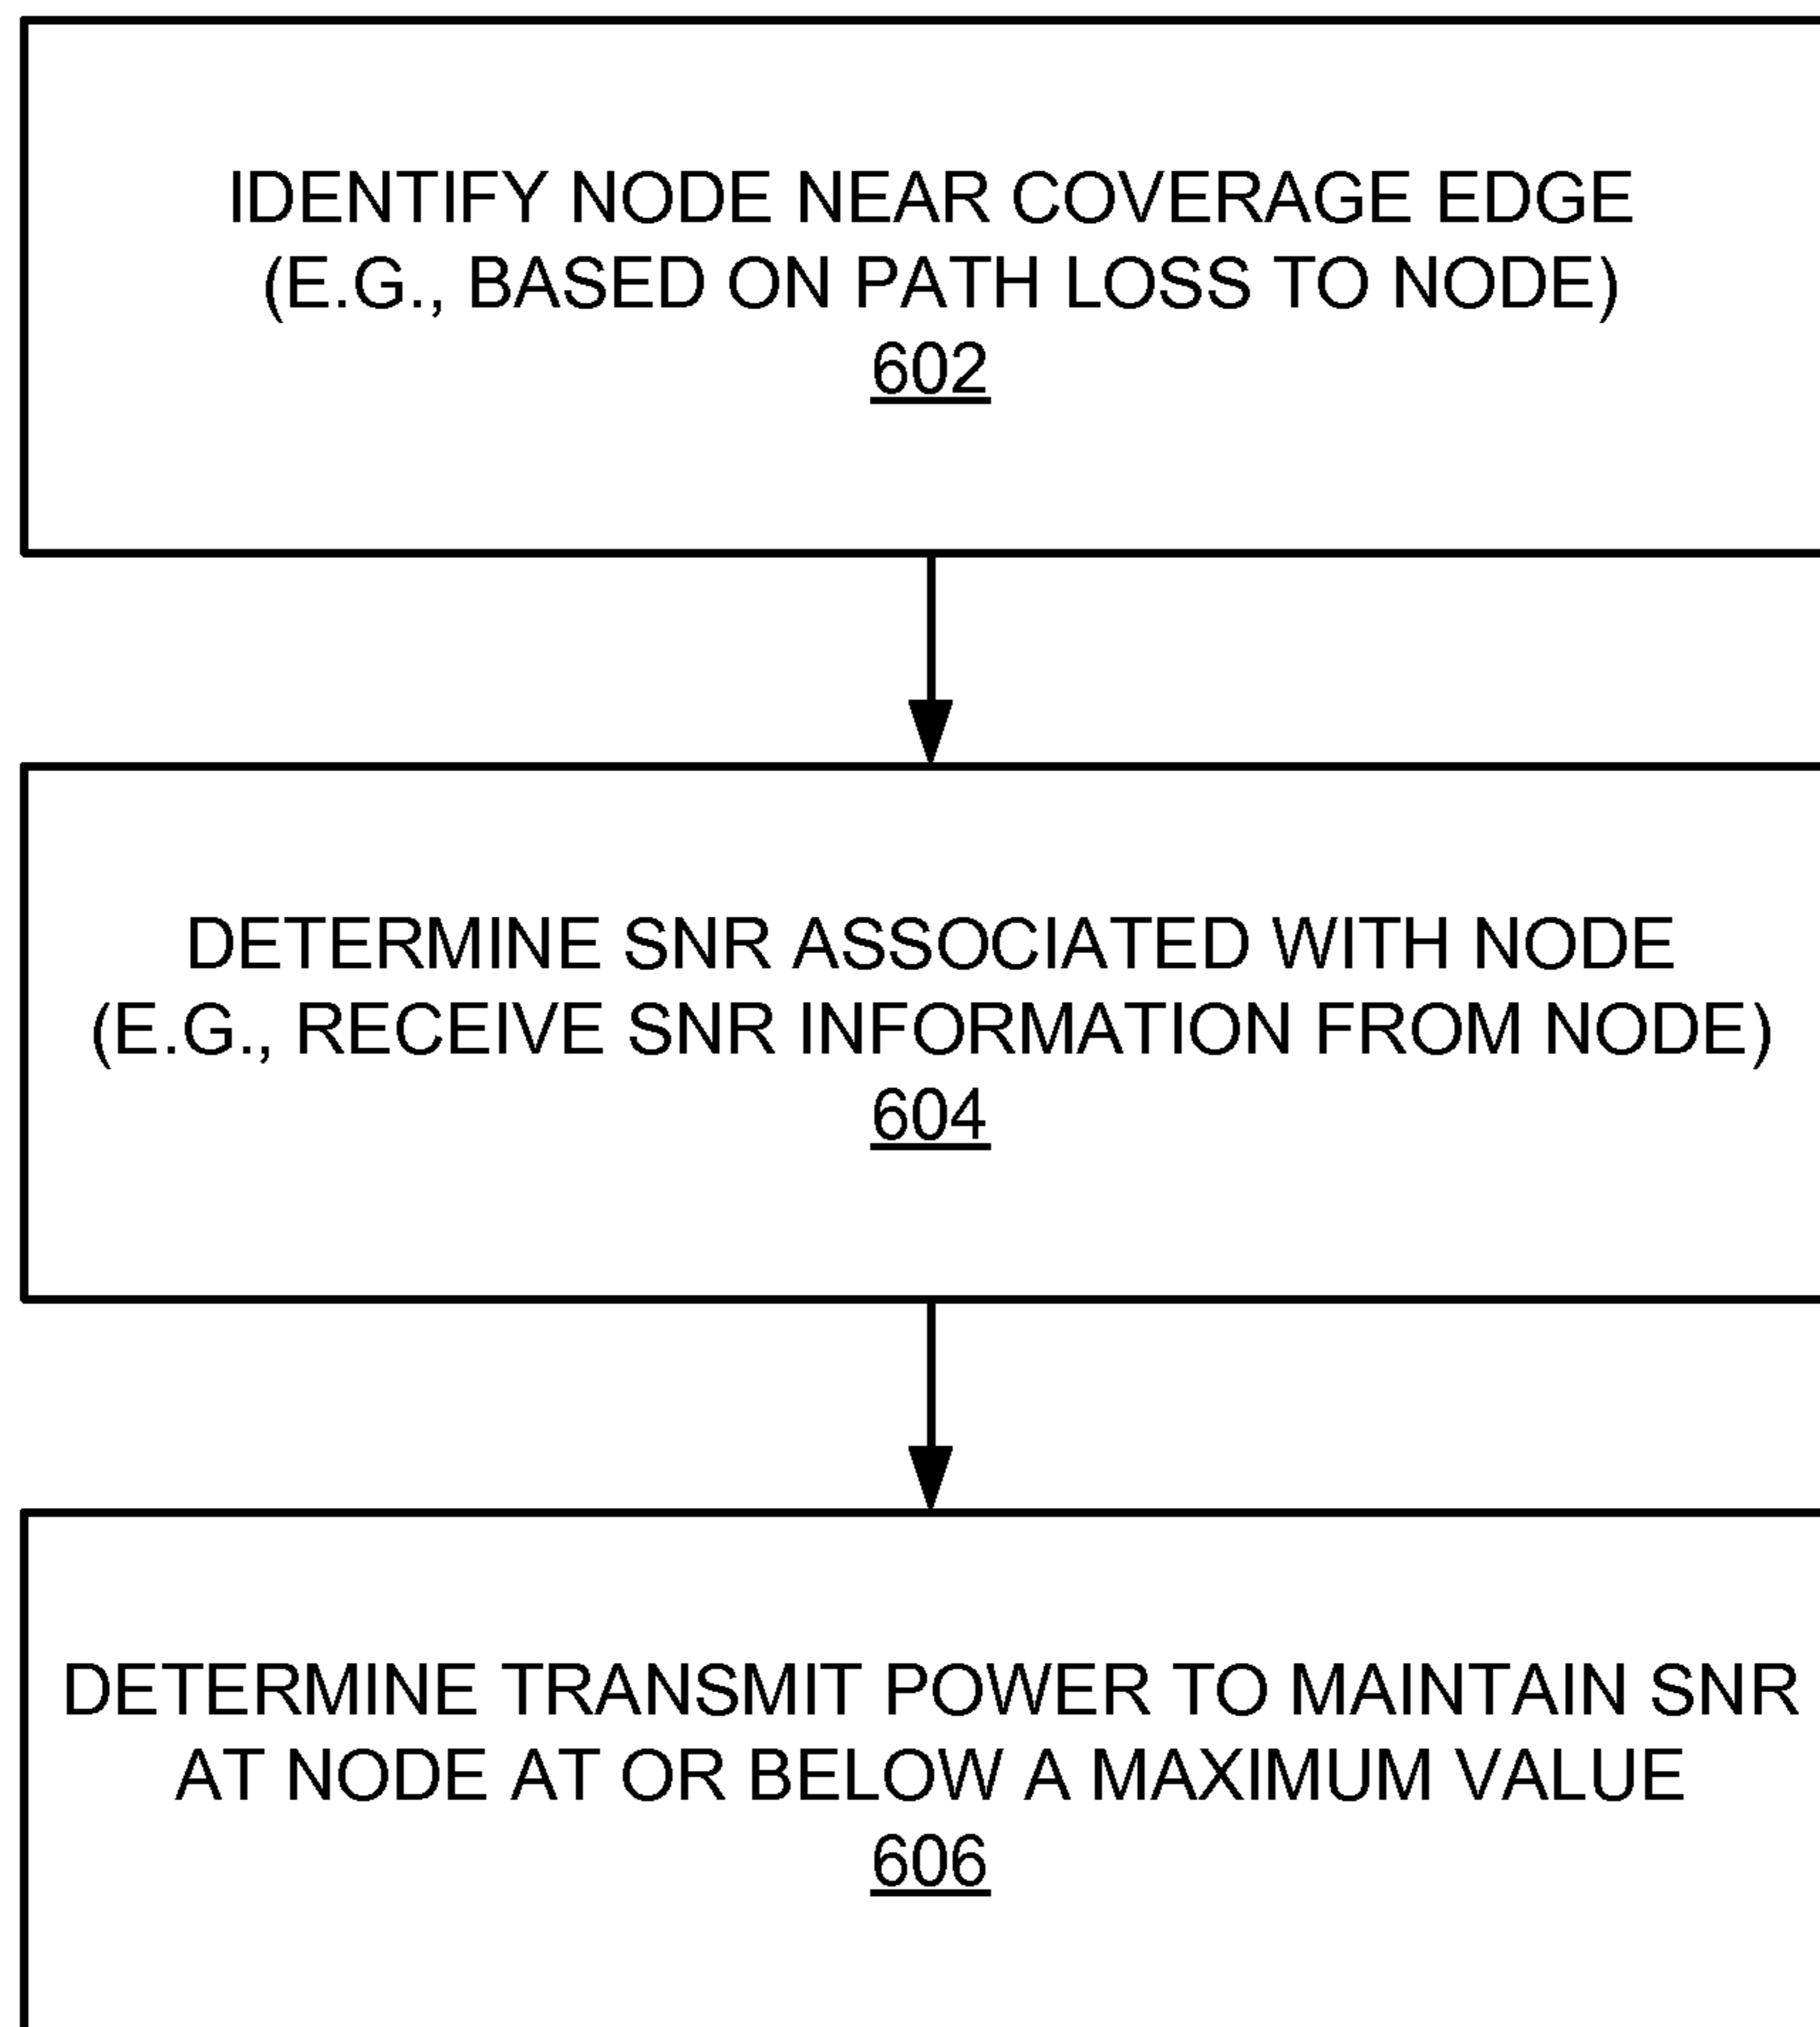 IDENTIFY NODE NEAR COVERAGE EDGE
(E.G., BASED ON PATH LOSS TO NODE)
602
DETERMINE SNR ASSOCIATED WITH NODE
(E.G., RECEIVE SNR INFORMATION FROM NODE)
604
DETERMINE TRANSMIT POWER TO MAINTAIN SNR
AT NODE AT OR BELOW A MAXIMUM VALUE
606